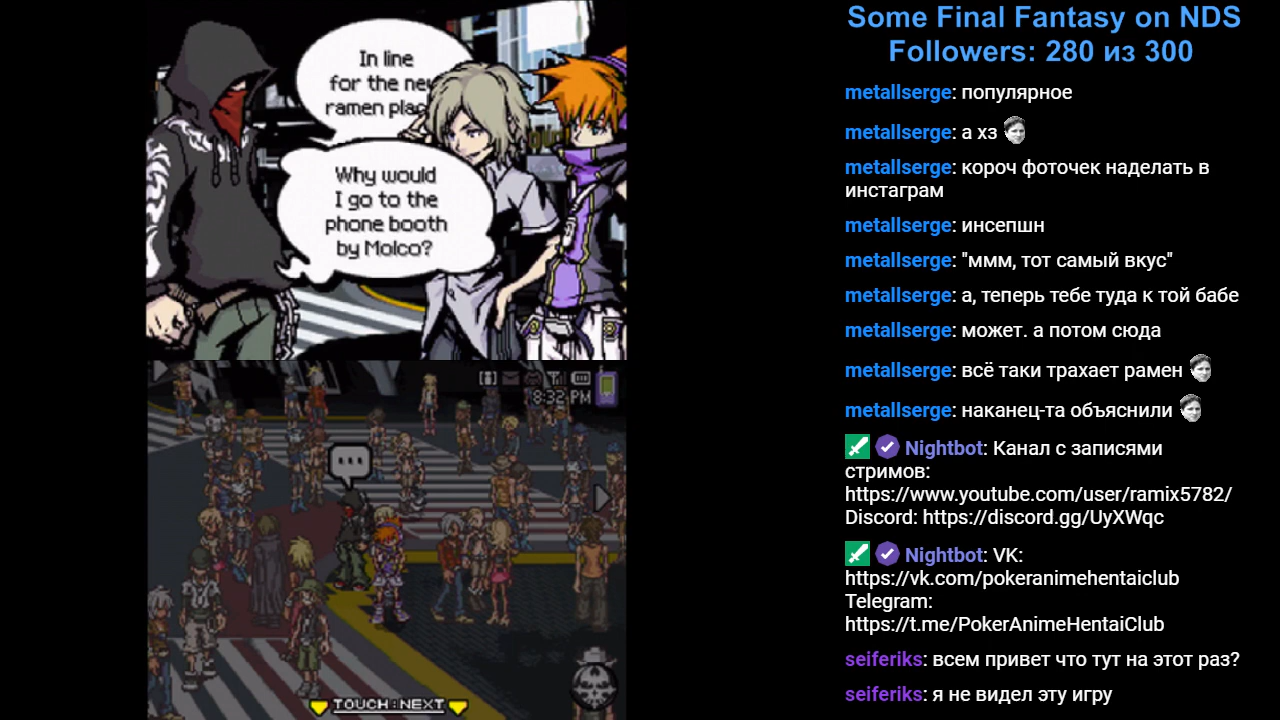 In line
for the new
ramen plac
Why would
I go to the
phone booth
by Molco?
8:32 PM
TOUCH:NEXT
Some Final Fantasy on NDS
Followers: 280 из 300
metallserge: популярное
metallserge: а хз
metallserge: короч фоточек наделать в
инстаграм
metallserge: инсепшн
metallserge: "ммм, тот самый вкус"
metallserge: а, теперь тебе туда к той бабе
metallserge: может. а потом сюда
metallserge: всё таки трахает рамен
metallserge: наканец-та объяснили
Nightbot: Канал с записями
стримов:
https://www.youtube.com/user/ramix5782/
Discord: https://discord.gg/UyXWqc
Nightbot: VK:
https://vk.com/pokeranimehentaiclub
Telegram:
https://t.me/PokerAnimeHentaiClub
seiferiks: всем привет что тут на этот раз?
seiferiks: я не видел эту игру